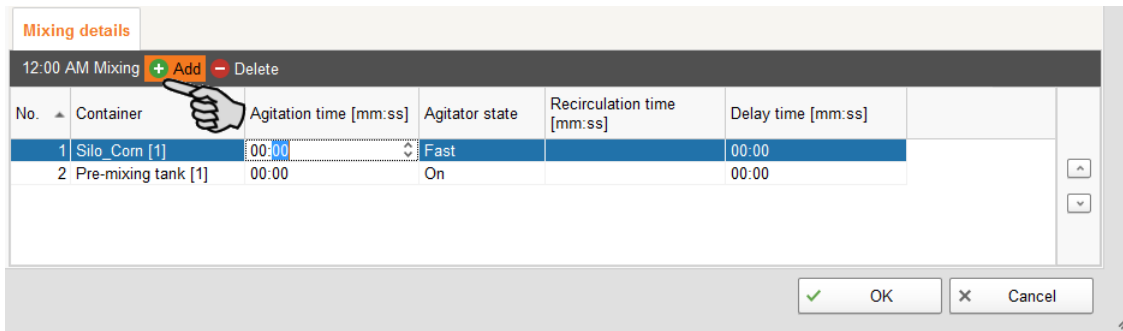 Mixing details
12:00 AM Mixing Add Delete
No. Container Agitation time [mm:ss] Agitator state Recirculation time [mm:ss] Delay time [mm:ss]
1 Silo_Corn [1] 00:00 Fast 00:00
2 Pre-mixing tank [1] 00:00 On 00:00
OK Cancel